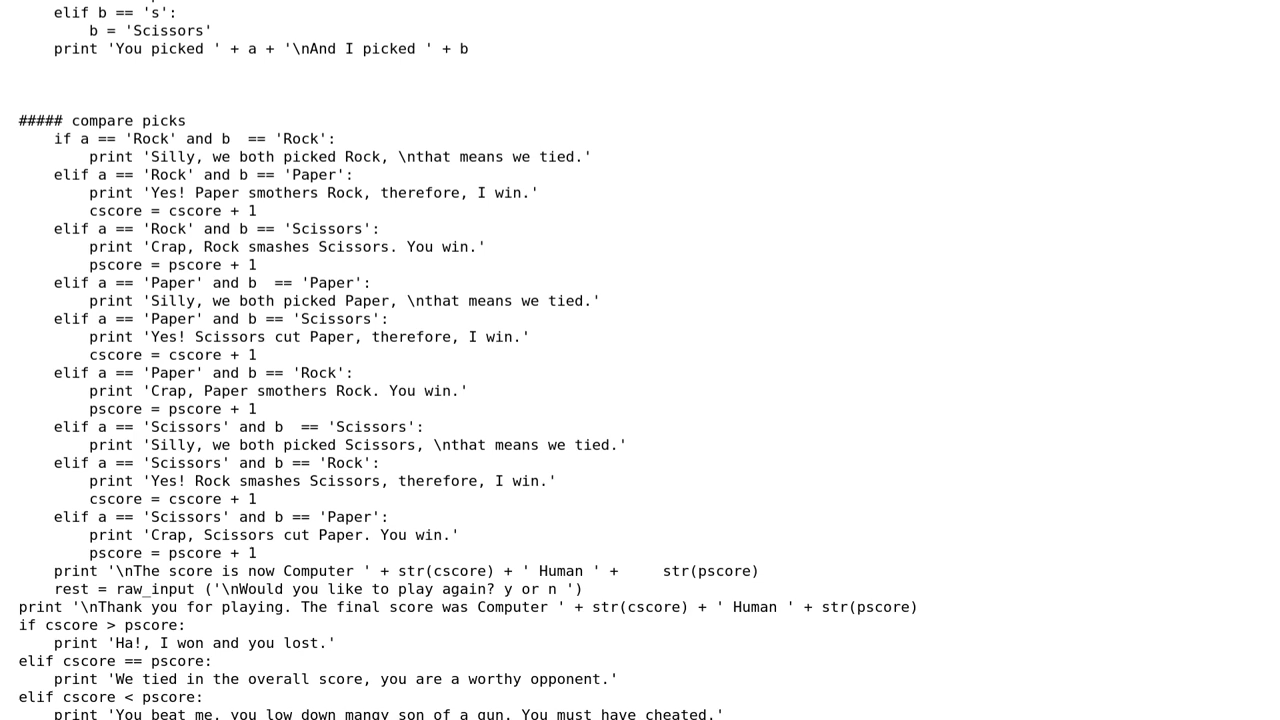 elif b == 's':
        b = 'Scissors'
    print 'You picked ' + a + '\nAnd I picked ' + b
##### compare picks
    if a == 'Rock' and b  == 'Rock':
        print 'Silly, we both picked Rock, \nthat means we tied.'
    elif a == 'Rock' and b == 'Paper':
        print 'Yes! Paper smothers Rock, therefore, I win.'
        cscore = cscore + 1
    elif a == 'Rock' and b == 'Scissors':
        print 'Crap, Rock smashes Scissors. You win.'
        pscore = pscore + 1
    elif a == 'Paper' and b  == 'Paper':
        print 'Silly, we both picked Paper, \nthat means we tied.'
    elif a == 'Paper' and b == 'Scissors':
        print 'Yes! Scissors cut Paper, therefore, I win.'
        cscore = cscore + 1
    elif a == 'Paper' and b == 'Rock':
        print 'Crap, Paper smothers Rock. You win.'
        pscore = pscore + 1
    elif a == 'Scissors' and b  == 'Scissors':
        print 'Silly, we both picked Scissors, \nthat means we tied.'
    elif a == 'Scissors' and b == 'Rock':
        print 'Yes! Rock smashes Scissors, therefore, I win.'
        cscore = cscore + 1
    elif a == 'Scissors' and b == 'Paper':
        print 'Crap, Scissors cut Paper. You win.'
        pscore = pscore + 1
    print '\nThe score is now Computer ' + str(cscore) + ' Human ' +     str(pscore)
    rest = raw_input ('\nWould you like to play again? y or n ')
print '\nThank you for playing. The final score was Computer ' + str(cscore) + ' Human ' + str(pscore)
if cscore > pscore:
    print 'Ha!, I won and you lost.'
elif cscore == pscore:
    print 'We tied in the overall score, you are a worthy opponent.'
elif cscore < pscore:
    print 'You beat me, you low down mangy son of a gun. You must have cheated.'